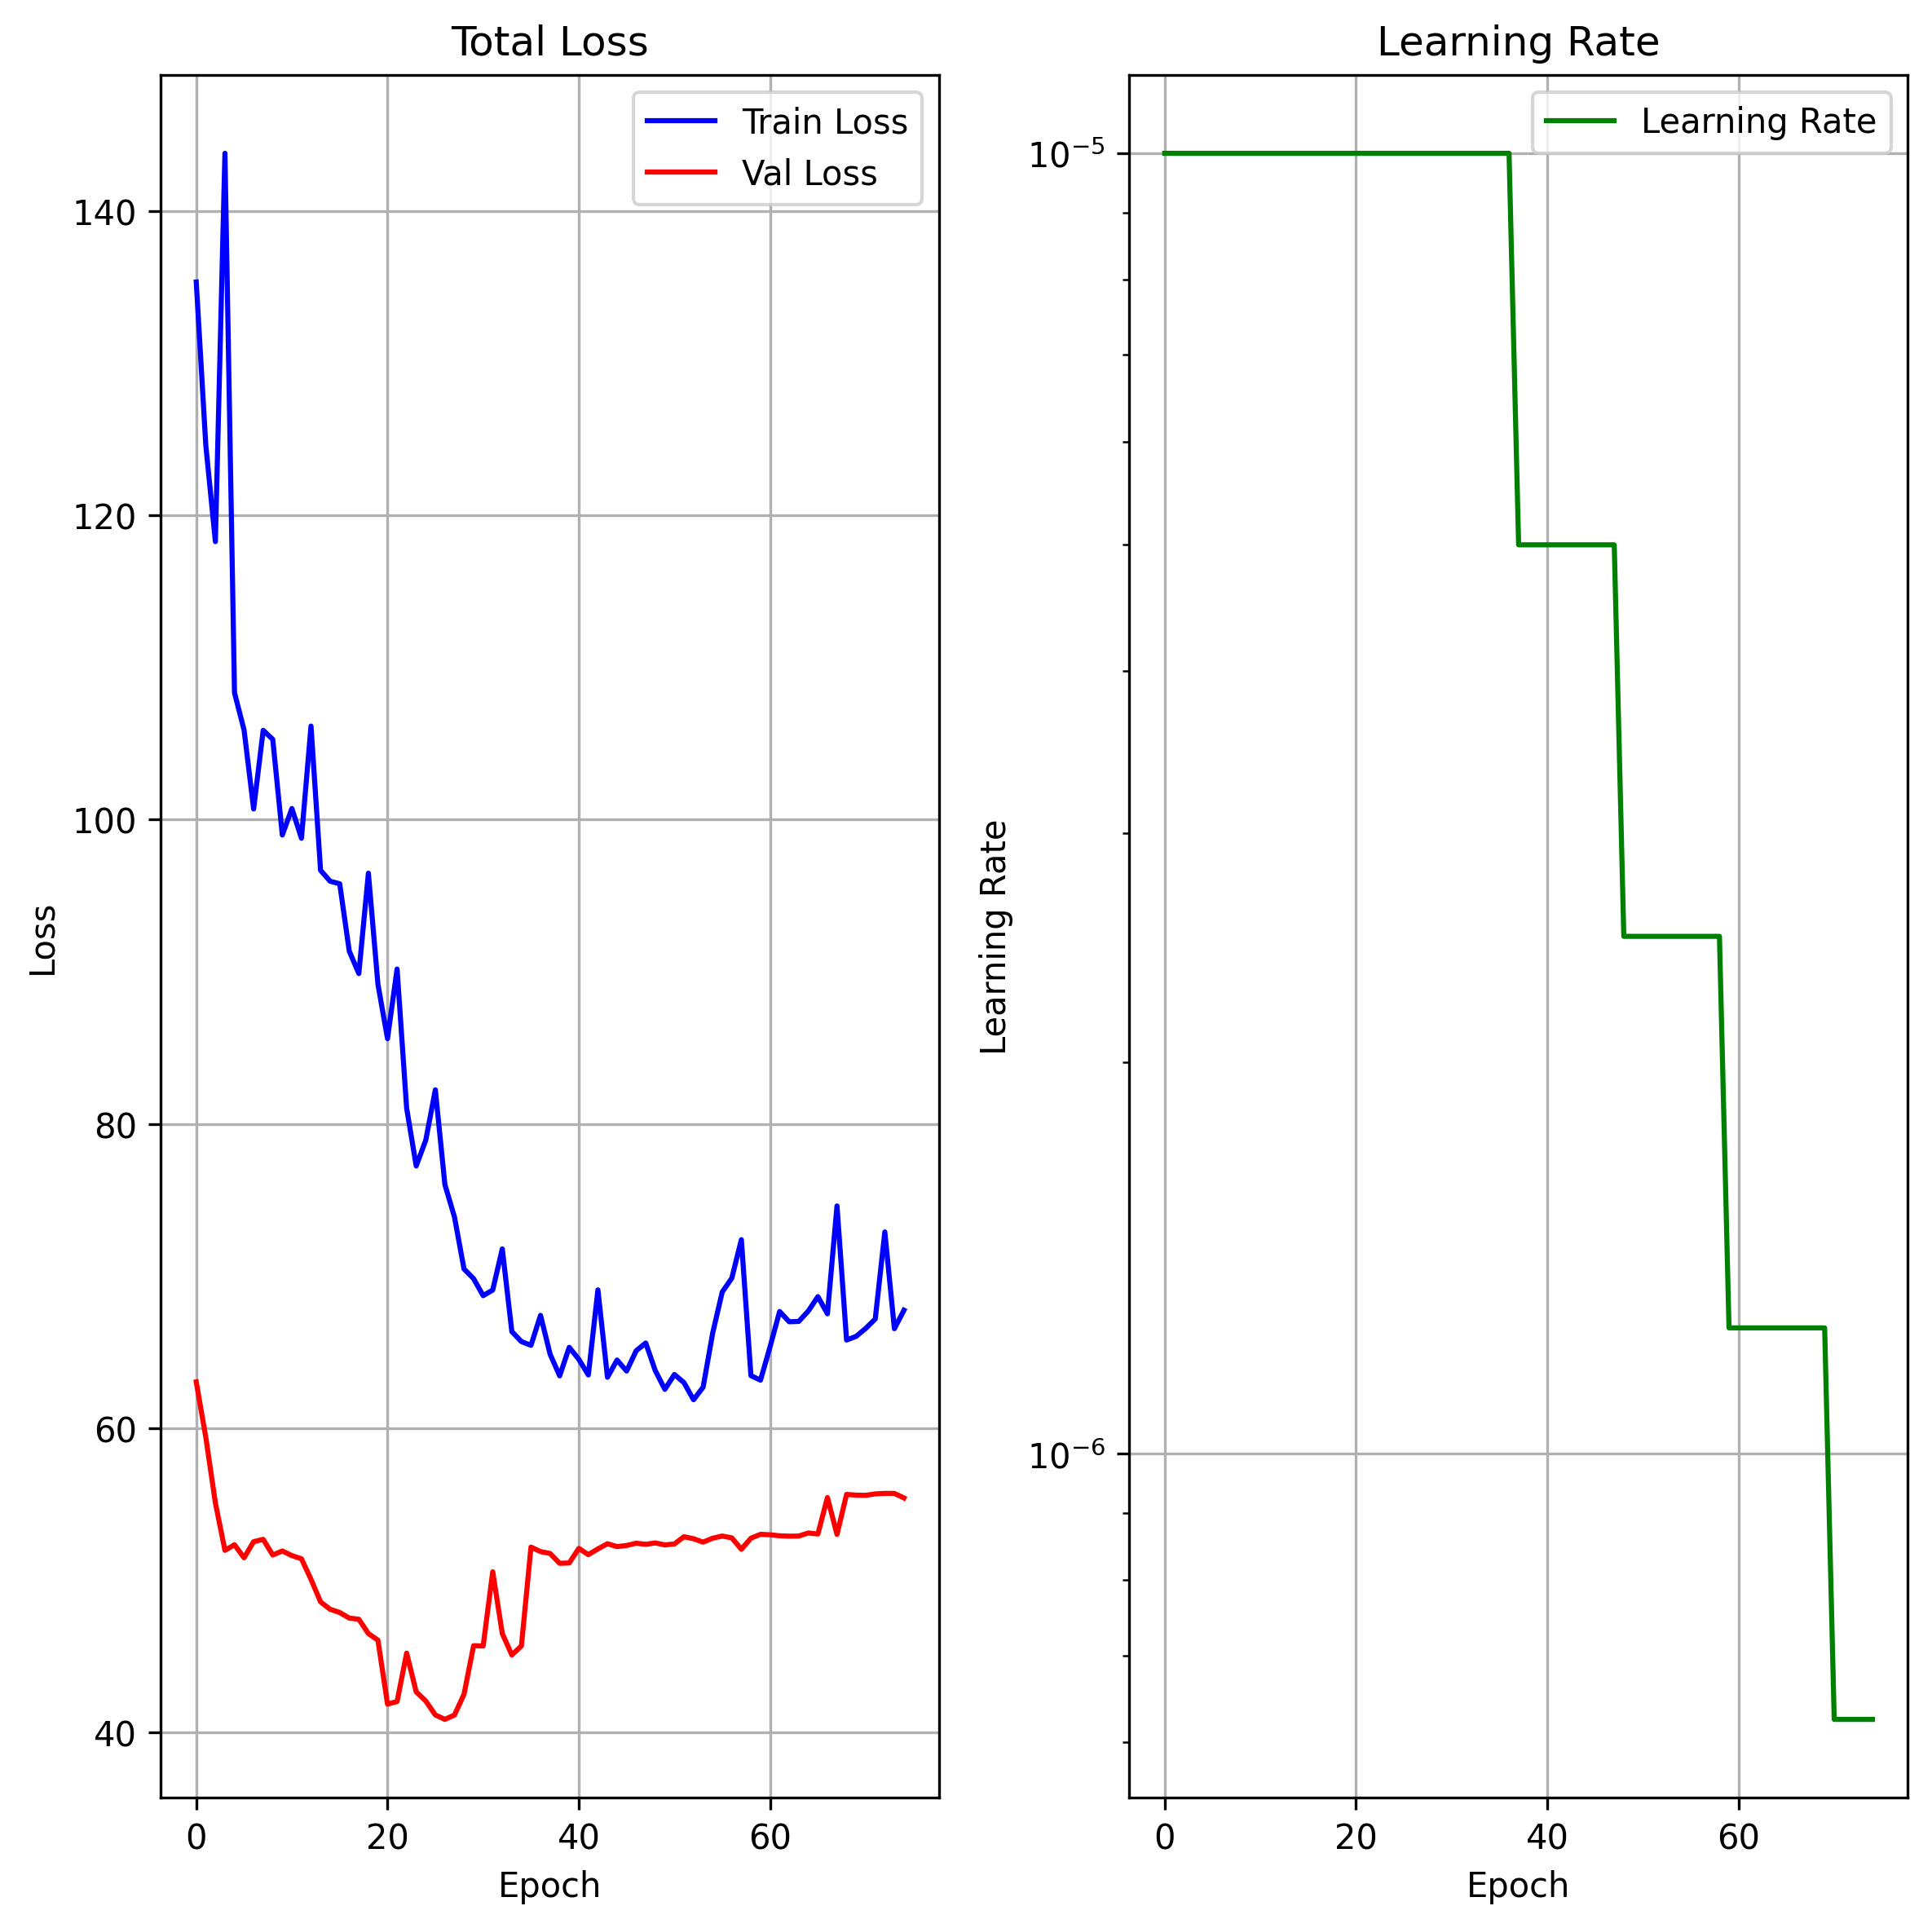 Total Loss
Train Loss
Val Loss
140
120
100
80
60
40
Loss
0 20 40 60
Epoch
Learning Rate
Learning Rate
10⁻⁵
10⁻⁶
Learning Rate
0 20 40 60
Epoch